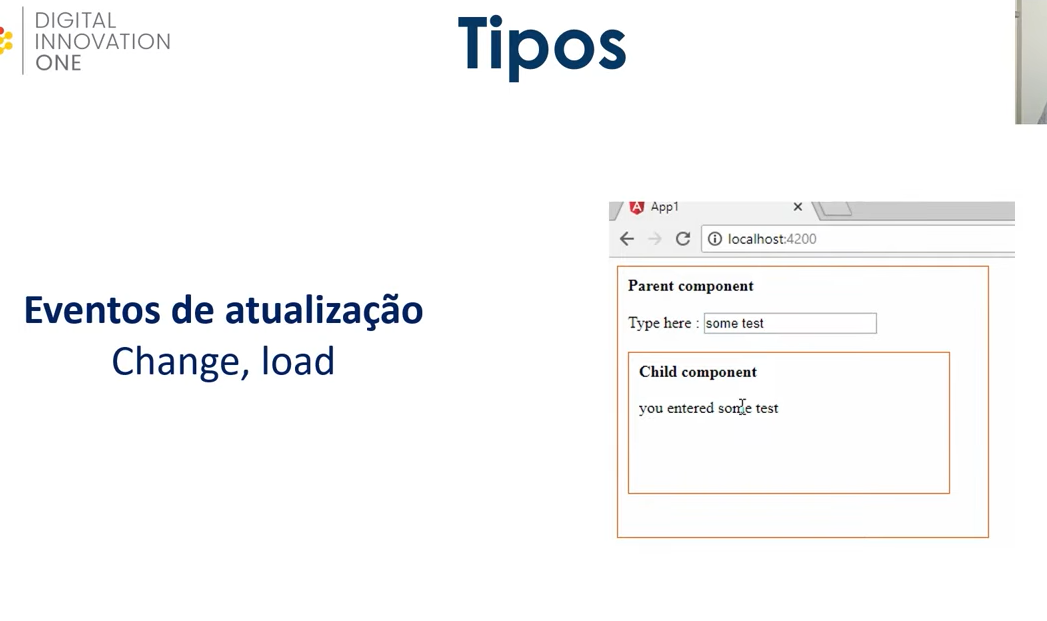 DIGITAL
INNOVATION
ONE
Tipos
Eventos de atualização
Change, load
App1
localhost:4200
Parent component
Type here : some test
Child component
you entered some test